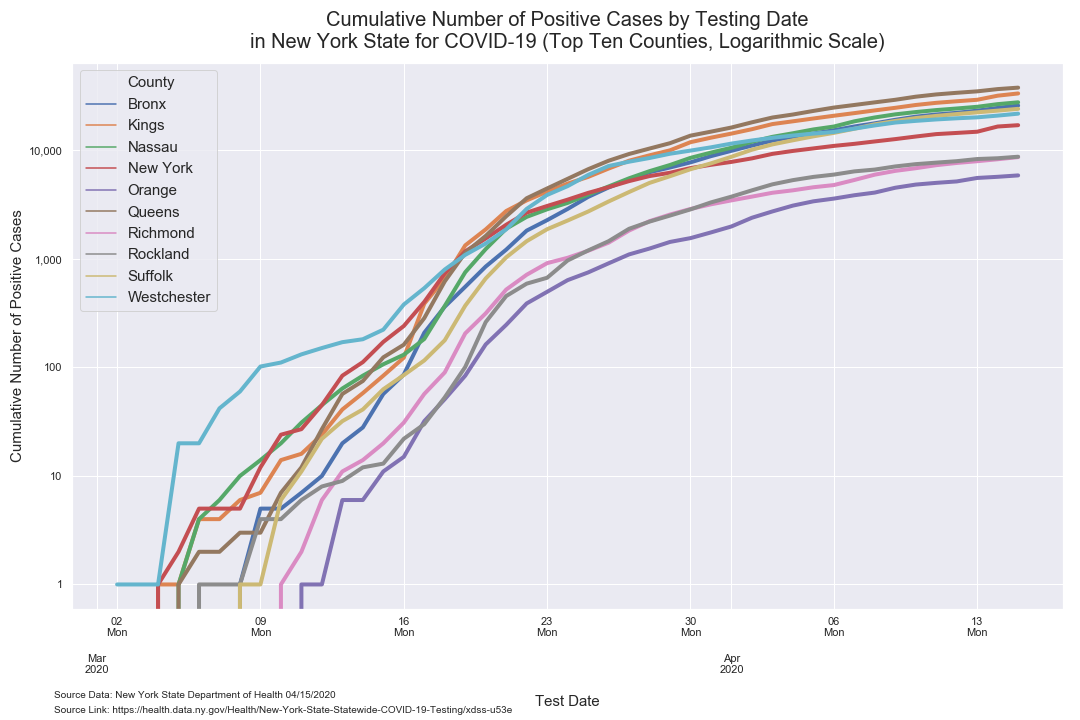 Cumulative Number of Positive Cases by Testing Date
in New York State for COVID-19 (Top Ten Counties, Logarithmic Scale)
County
Bronx
Kings
Nassau
New York
Orange
Queens
Richmond
Rockland
Suffolk
Westchester
Cumulative Number of Positive Cases
10,000
1,000
100
10
1
02 09 16 23 30 06 13
Mon Mon Mon Mon Mon Mon Mon
Mar Apr
2020 2020
Test Date
Source Data: New York State Department of Health 04/15/2020
Source Link: https://health.data.ny.gov/Health/New-York-State-Statewide-COVID-19-Testing/xdss-u53e